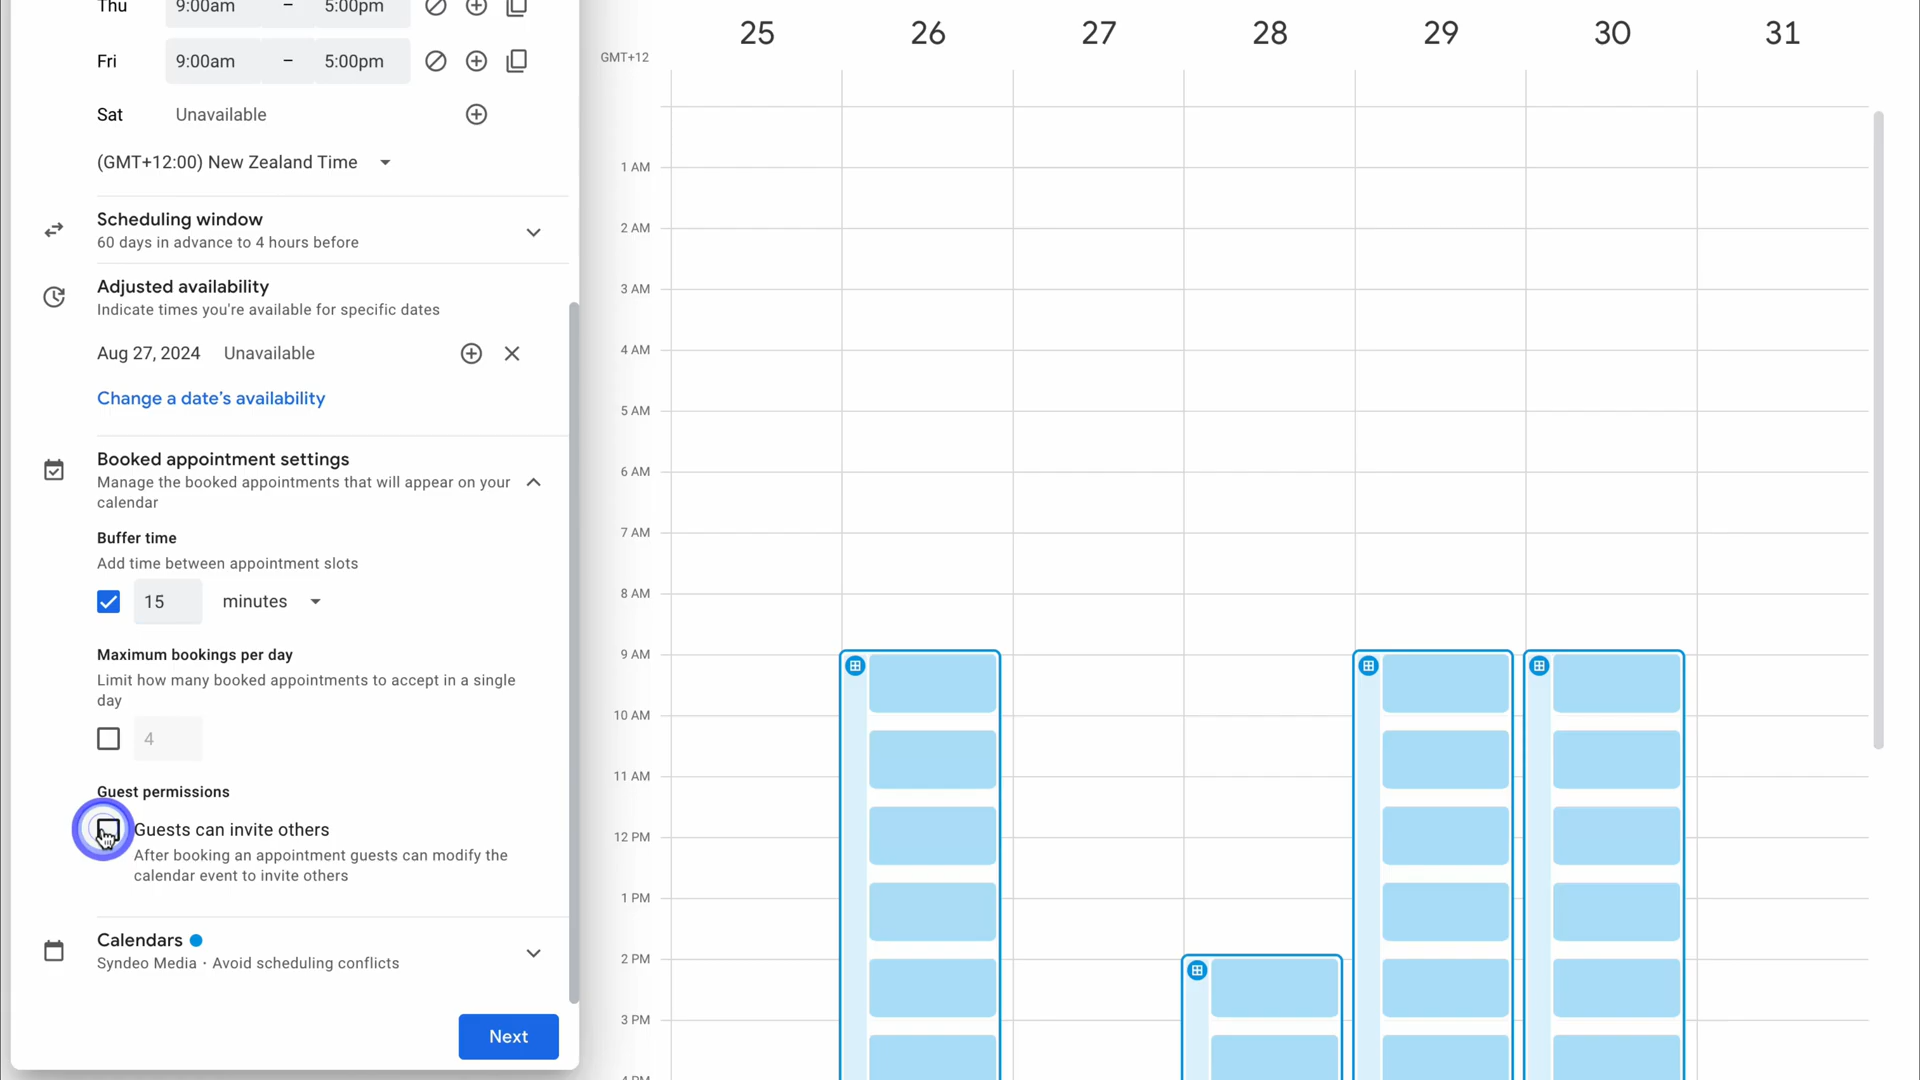 Thu 9:00am – 5:00pm
Fri 9:00am – 5:00pm
Sat Unavailable
(GMT+12:00) New Zealand Time
Scheduling window
60 days in advance to 4 hours before
Adjusted availability
Indicate times you're available for specific dates
Aug 27, 2024 Unavailable
Change a date's availability
Booked appointment settings
Manage the booked appointments that will appear on your
calendar
Buffer time
Add time between appointment slots
15 minutes
Maximum bookings per day
Limit how many booked appointments to accept in a single
day
4
Guest permissions
Guests can invite others
After booking an appointment guests can modify the
calendar event to invite others
Calendars
Syndeo Media · Avoid scheduling conflicts
Next
25 26 27 28 29 30 31
GMT+12
1 AM
2 AM
3 AM
4 AM
5 AM
6 AM
7 AM
8 AM
9 AM
10 AM
11 AM
12 PM
1 PM
2 PM
3 PM
4 PM